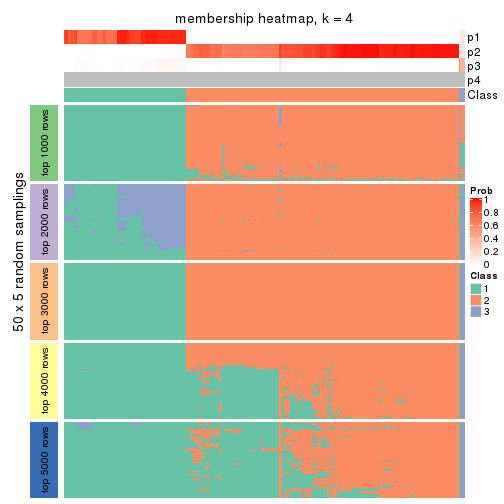 membership heatmap, k = 4
p1
p2
p3
p4
Class
50 x 5 random samplings
top 1000 rows
top 2000 rows
top 3000 rows
top 4000 rows
top 5000 rows
Prob
1
0.8
0.6
0.4
0.2
0
Class
1
2
3